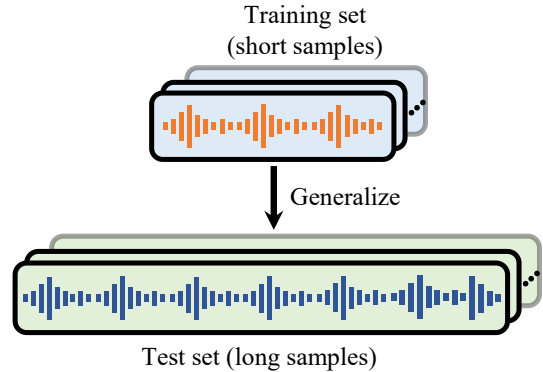 Training set
(short samples)
Generalize
Test set (long samples)